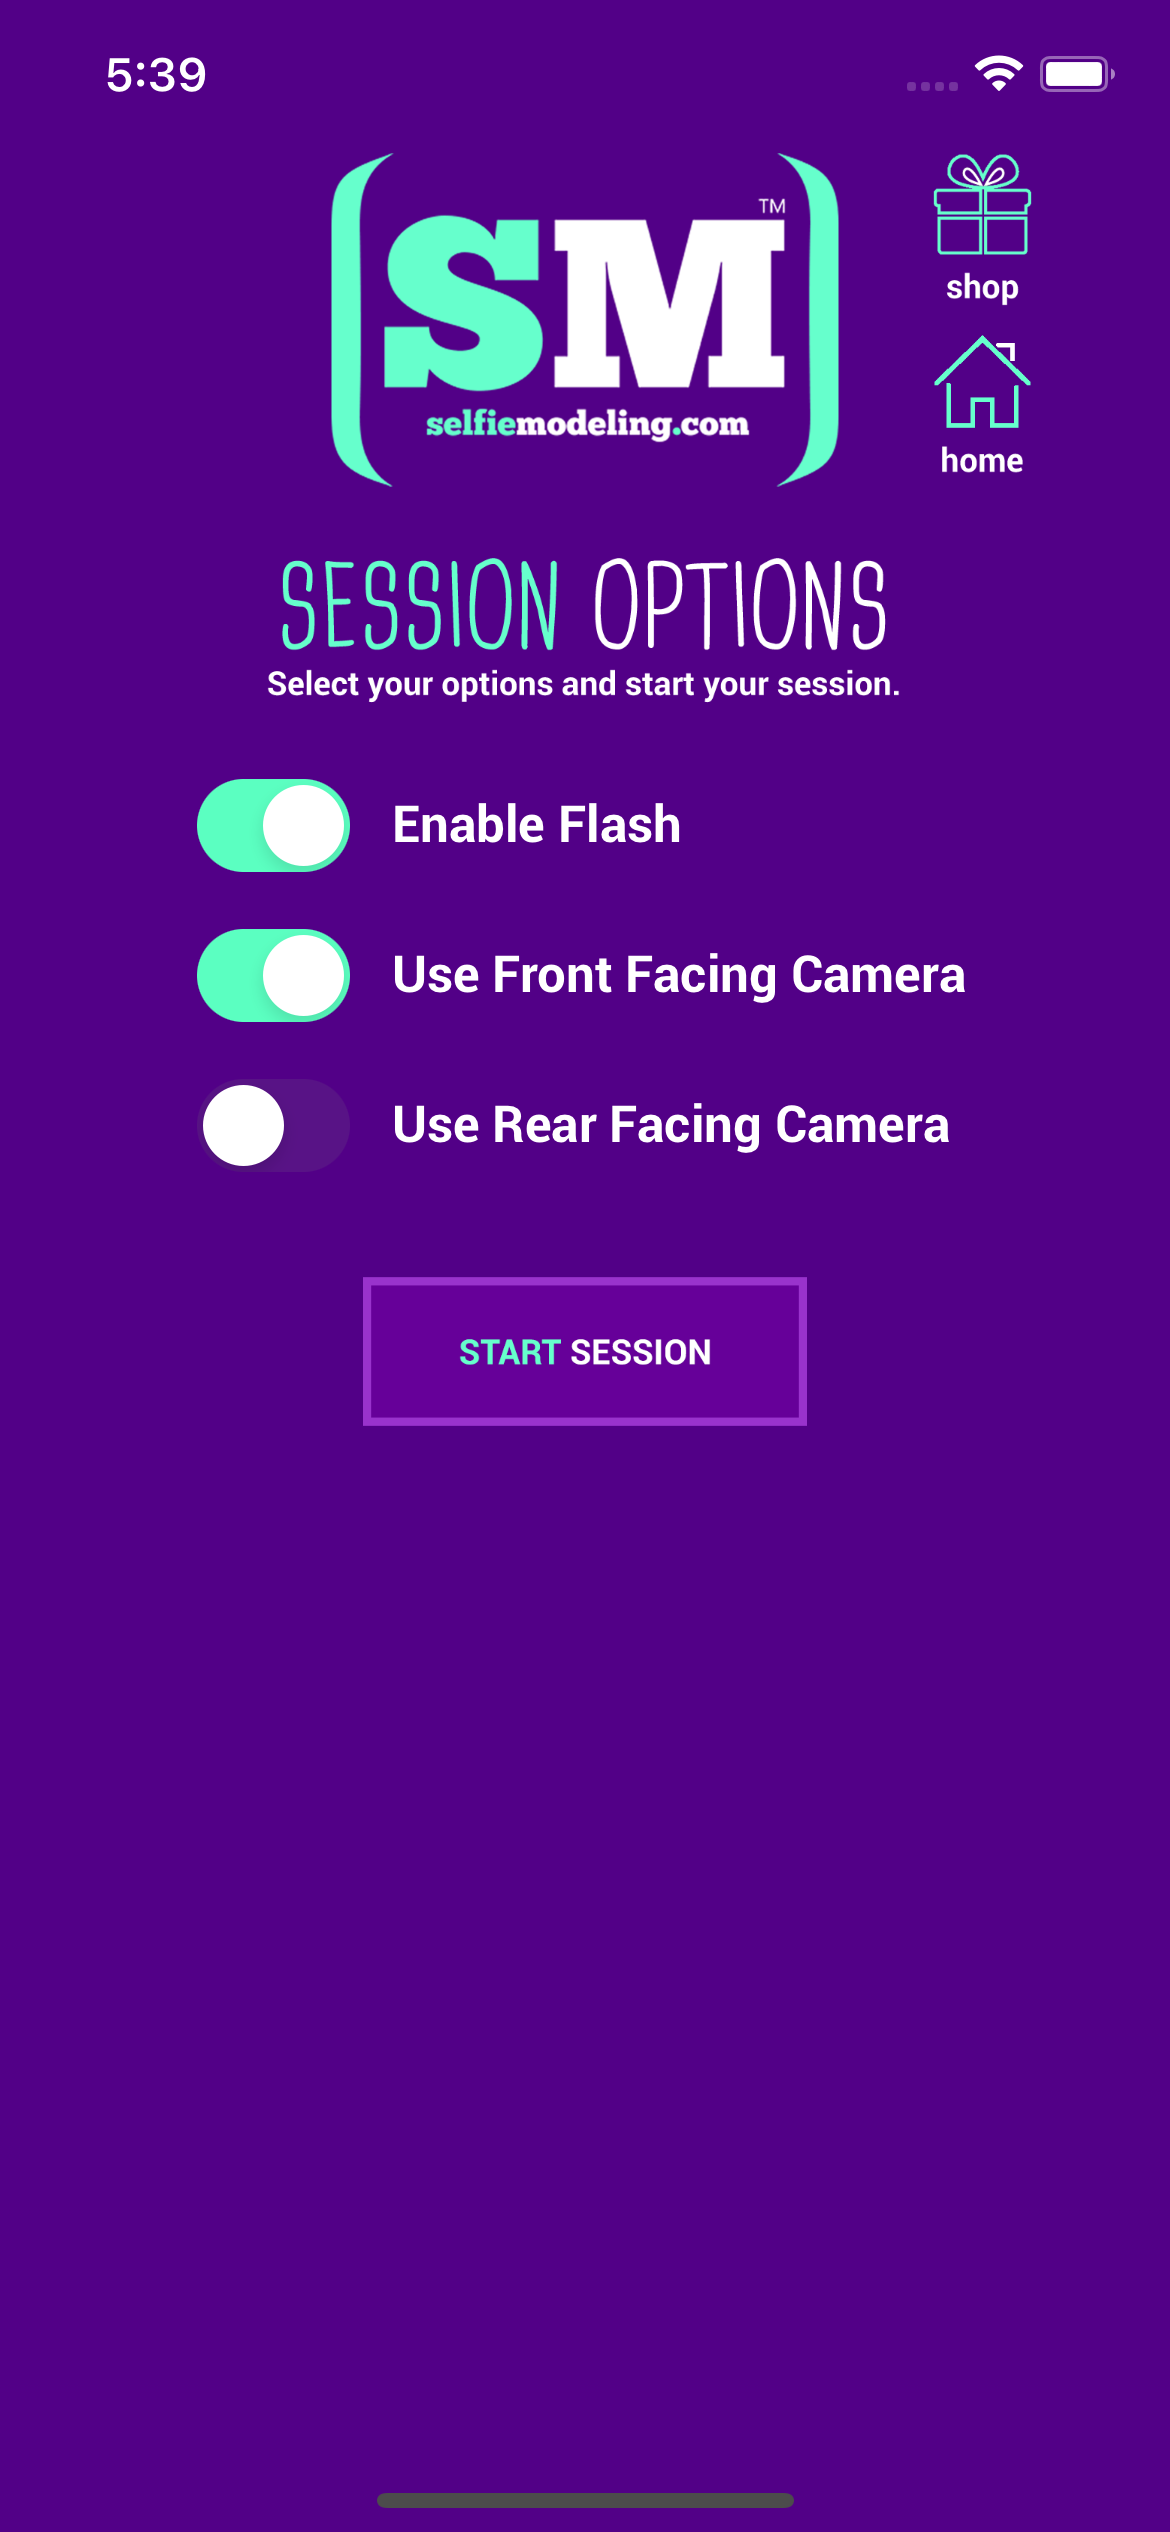 5:39
SM™
selfiemodeling.com
shop
home
SESSION OPTIONS
Select your options and start your session.
Enable Flash
Use Front Facing Camera
Use Rear Facing Camera
START SESSION